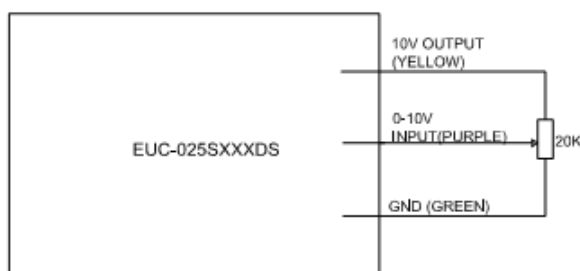 10V OUTPUT
(YELLOW)
0-10V
INPUT(PURPLE)
20K
EUC-025SXXXDS
GND (GREEN)